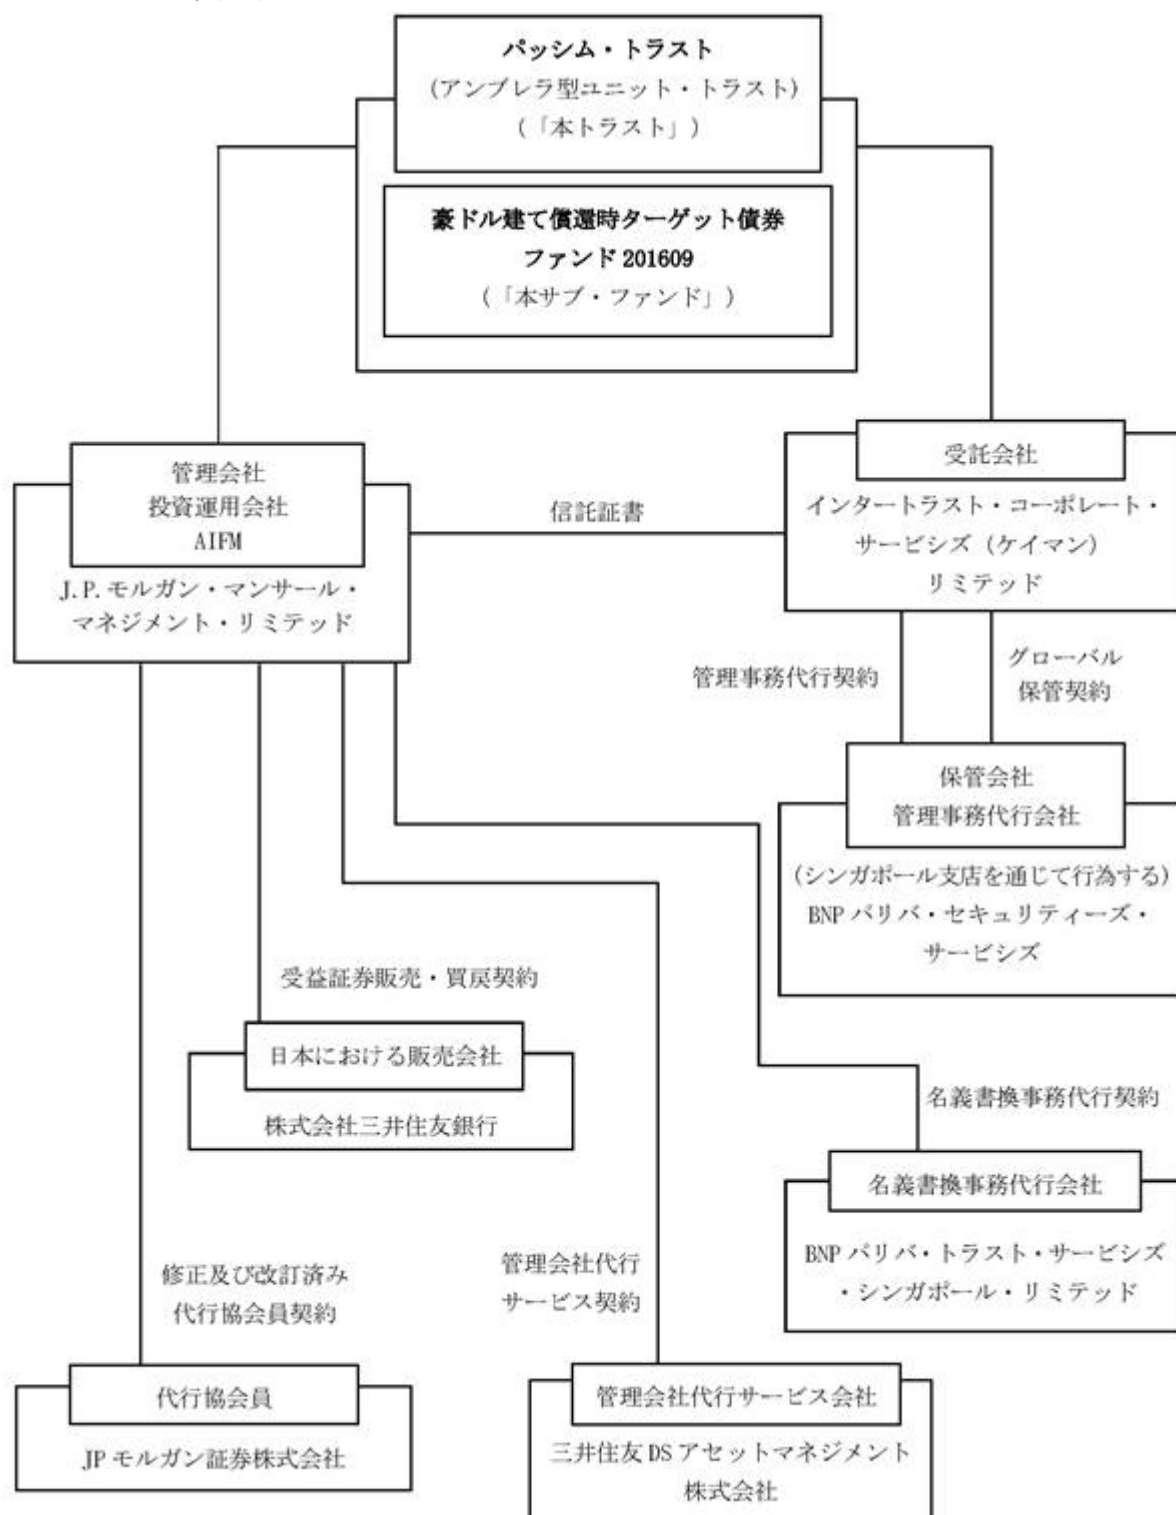 パッシム・トラスト
(アンブレラ型ユニット・トラスト)
(「本トラスト」)
豪ドル建て償還時ターゲット債券
ファンド 201609
(「本サブ・ファンド」)
管理会社
投資運用会社
AIFM
J.P.モルガン・マンサール・
マネジメント・リミテッド
信託証書
受託会社
インタートラスト・コーポレート・
サービシズ (ケイマン)
リミテッド
管理事務代行契約
グローバル
保管契約
保管会社
管理事務代行会社
(シンガポール支店を通じて行為する)
BNP パリバ・セキュリティーズ・
サービシズ
受益証券販売・買戻契約
日本における販売会社
株式会社三井住友銀行
名義書換事務代行契約
名義書換事務代行会社
BNP パリバ・トラスト・サービシズ
・シンガポール・リミテッド
修正及び改訂済み
代行協会員契約
管理会社代行
サービス契約
代行協会員
JP モルガン証券株式会社
管理会社代行サービス会社
三井住友 DS アセットマネジメント
株式会社